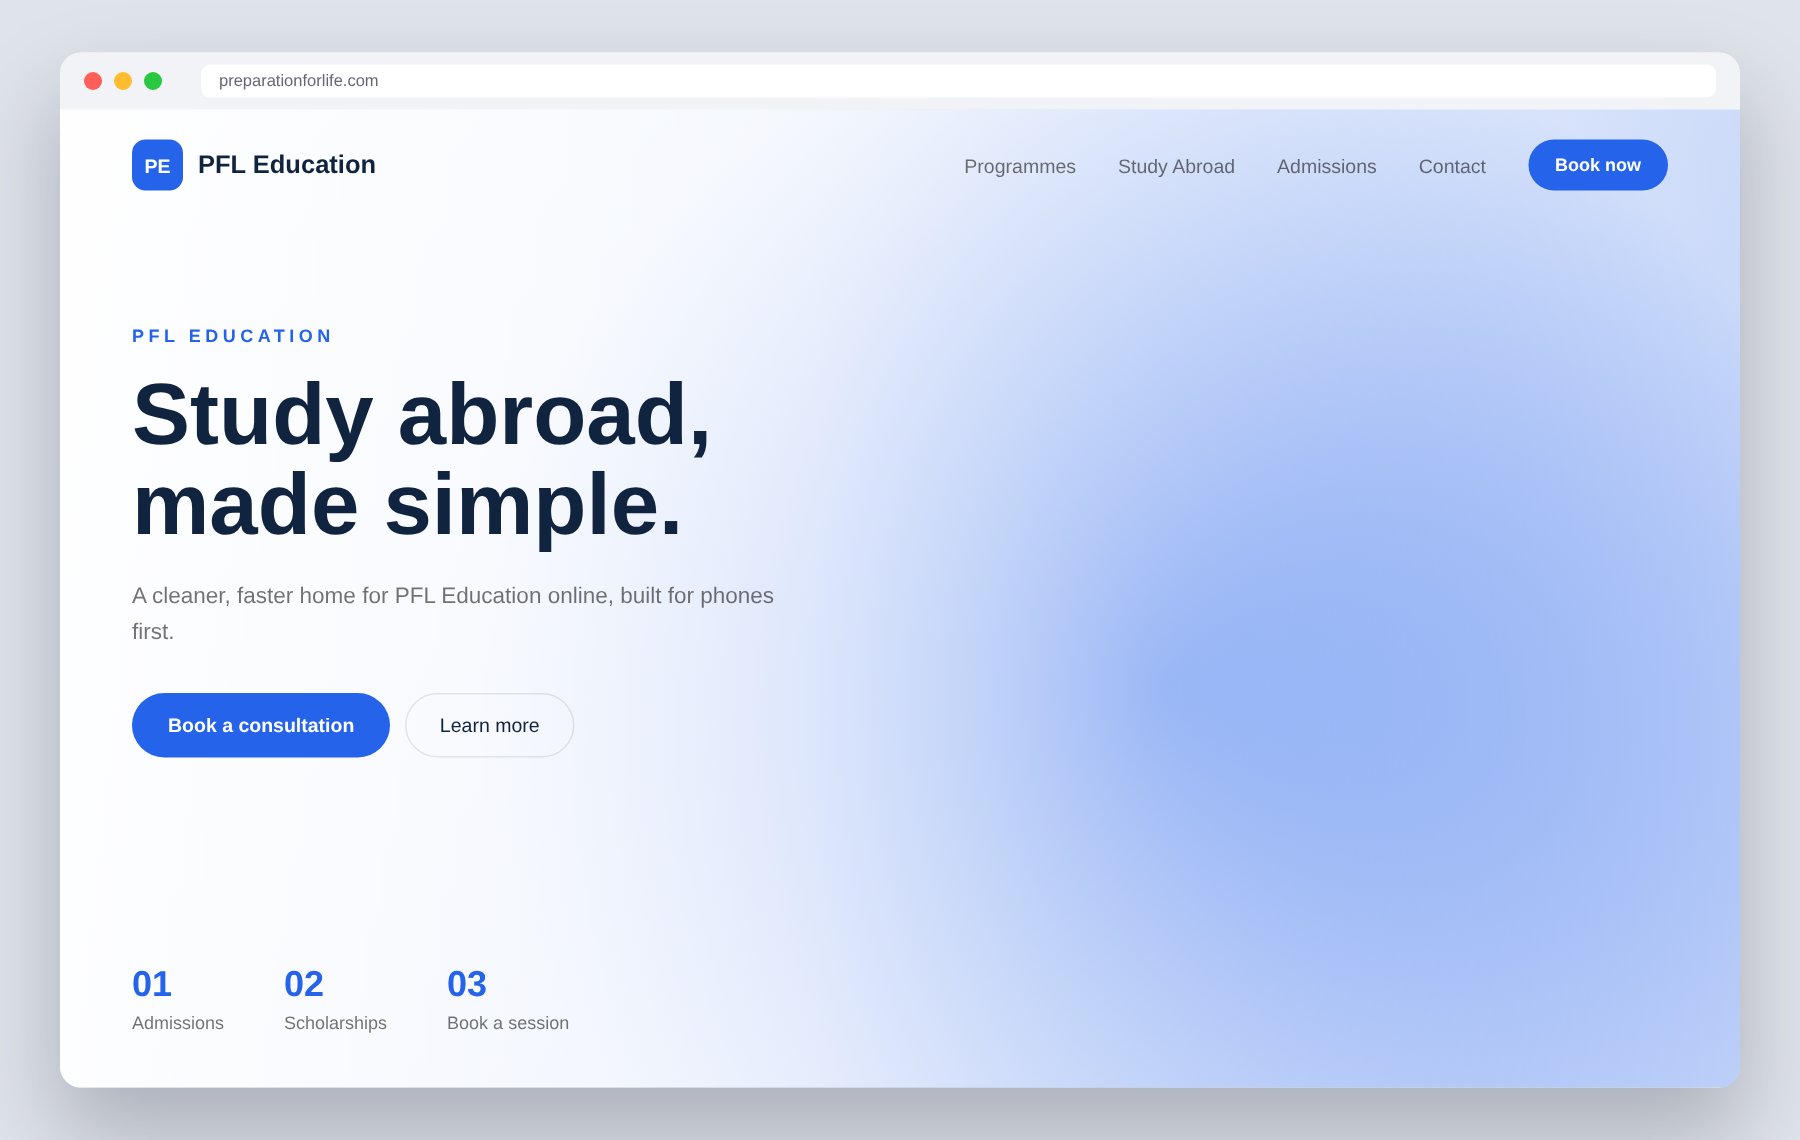 preparationforlife.com
PE
PFL Education
Programmes
Study Abroad
Admissions
Contact
Book now
PFL EDUCATION
Study abroad,
made simple.
A cleaner, faster home for PFL Education online, built for phones
first.
Book a consultation
Learn more
01
Admissions
02
Scholarships
03
Book a session